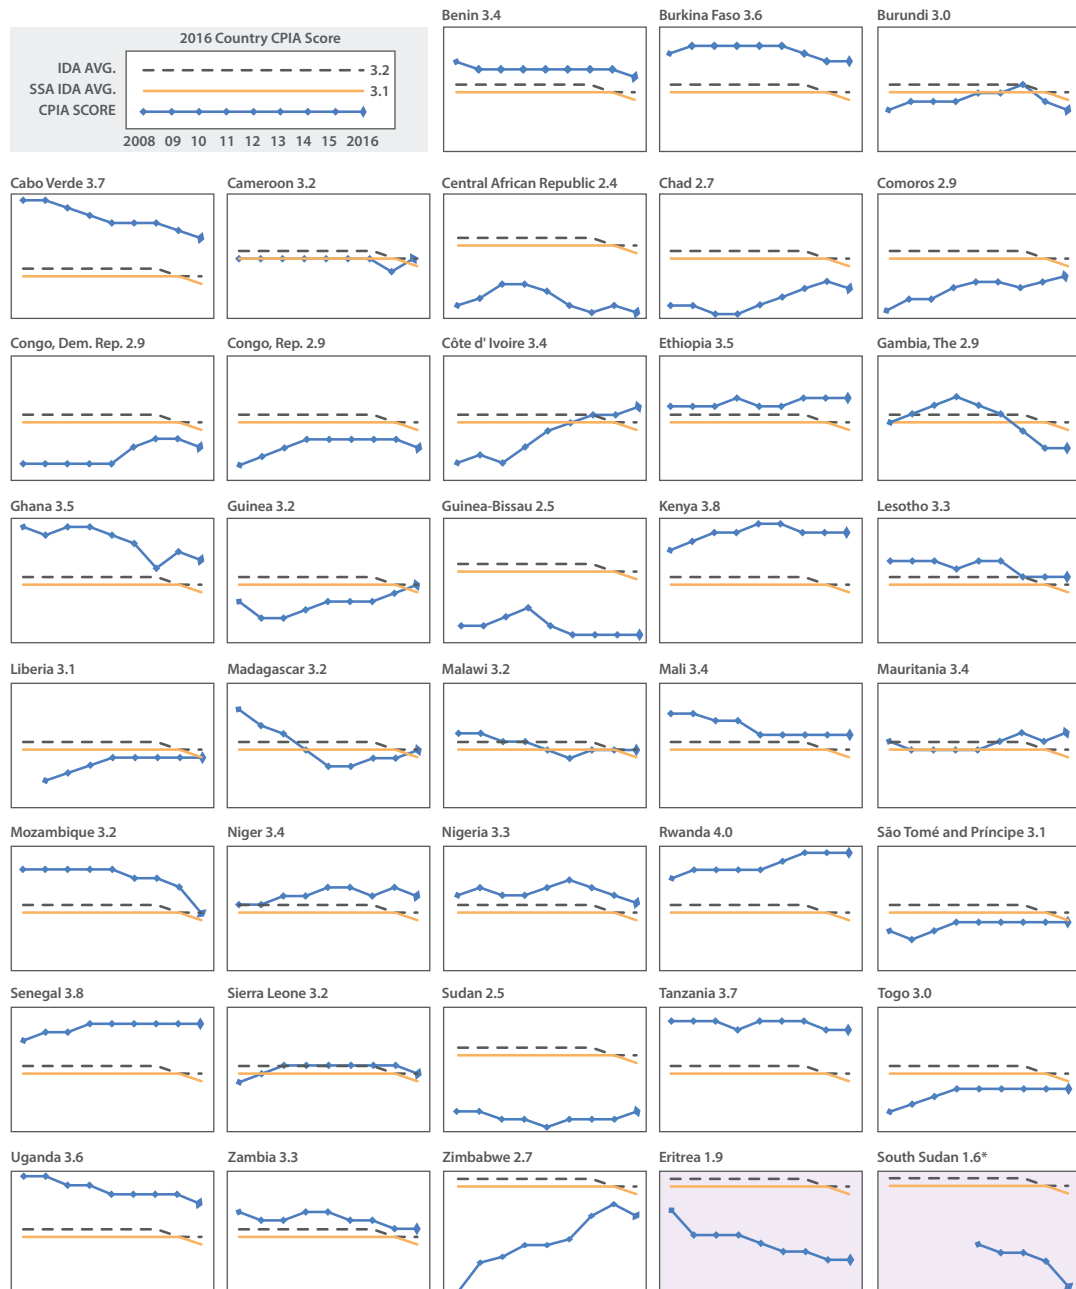 Benin 3.4
Burkina Faso 3.6
Burundi 3.0
2016 Country CPIA Score
IDA AVG.
3.2
SSA IDA AVG.
3.1
CPIA SCORE
2008 09 10 11 12 13 14 15 2016
Cabo Verde 3.7
Cameroon 3.2
Central African Republic 2.4
Chad 2.7
Comoros 2.9
Congo, Dem. Rep. 2.9
Congo, Rep. 2.9
Côte d' Ivoire 3.4
Ethiopia 3.5
Gambia, The 2.9
Ghana 3.5
Guinea 3.2
Guinea-Bissau 2.5
Kenya 3.8
Lesotho 3.3
Liberia 3.1
Madagascar 3.2
Malawi 3.2
Mali 3.4
Mauritania 3.4
Mozambique 3.2
Niger 3.4
Nigeria 3.3
Rwanda 4.0
São Tomé and Príncipe 3.1
Senegal 3.8
Sierra Leone 3.2
Sudan 2.5
Tanzania 3.7
Togo 3.0
Uganda 3.6
Zambia 3.3
Zimbabwe 2.7
Eritrea 1.9
South Sudan 1.6*